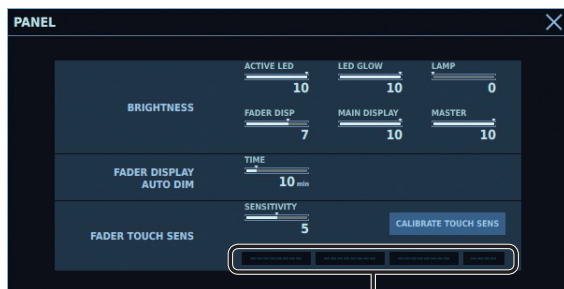 PANEL
ACTIVE LED LED GLOW LAMP
10 10 0
BRIGHTNESS
FADER DISP MAIN DISPLAY MASTER
7 10 10
TIME
FADER DISPLAY
AUTO DIM
10 min
SENSITIVITY
5
CALIBRATE TOUCH SENS
FADER TOUCH SENS